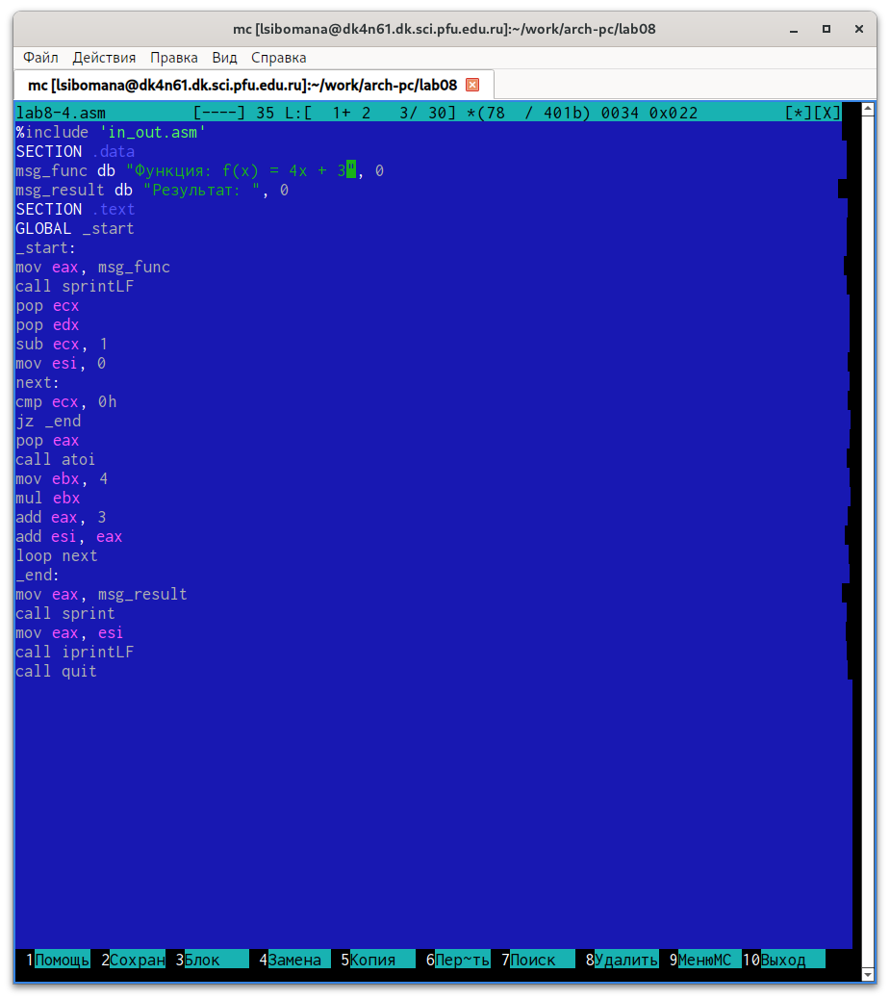 mc [lsibomana@dk4n61.dk.sci.pfu.edu.ru]:~/work/arch-pc/lab08
Файл Действия Правка Вид Справка
mc [lsibomana@dk4n61.dk.sci.pfu.edu.ru]:~/work/arch-pc/lab08
lab8-4.asm [----] 35 L:[ 1+ 2 3/ 30] *(78 / 401b) 0034 0x022 [*][X]
%include 'in_out.asm'
SECTION .data
msg_func db "Функция: f(x) = 4x + 3", 0
msg_result db "Результат: ", 0
SECTION .text
GLOBAL _start
_start:
mov eax, msg_func
call sprintLF
pop ecx
pop edx
sub ecx, 1
mov esi, 0
next:
cmp ecx, 0h
jz _end
pop eax
call atoi
mov ebx, 4
mul ebx
add eax, 3
add esi, eax
loop next
_end:
mov eax, msg_result
call sprint
mov eax, esi
call iprintLF
call quit
1Помощь 2Сохран 3Блок 4Замена 5Копия 6Пер~ть 7Поиск 8Удалить 9МенюMC 10Выход